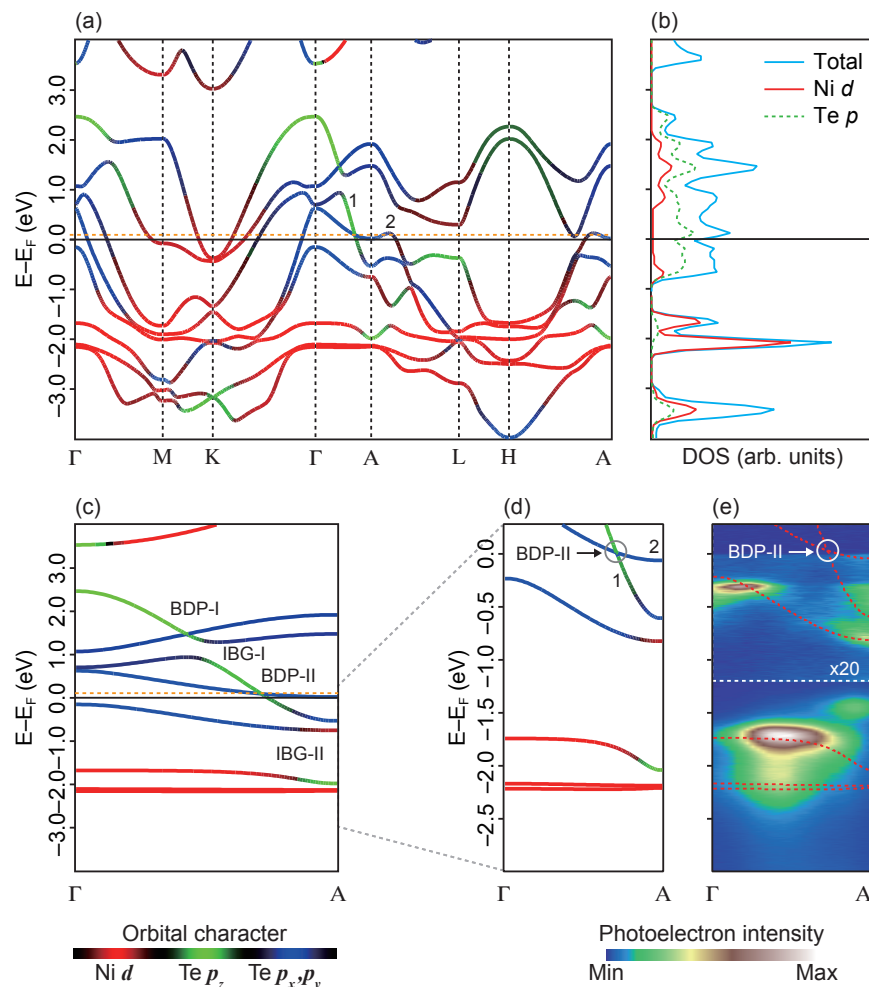 (a)
(b)
E–E_F (eV)
3.0
2.0
1.0
0.0
−1.0
−2.0
−3.0
1
2
Γ
M
K
Γ
A
L
H
A
Total
Ni d
Te p
DOS (arb. units)
(c)
E–E_F (eV)
3.0
2.0
1.0
0.0
−1.0
−2.0
−3.0
BDP-I
IBG-I
BDP-II
IBG-II
Γ
A
(d)
E–E_F (eV)
0.0
−0.5
−1.0
−1.5
−2.0
−2.5
BDP-II
2
1
Γ
A
(e)
BDP-II
x20
Γ
A
Orbital character
Ni d
Te p_z
Te p_x,p_y
Photoelectron intensity
Min
Max